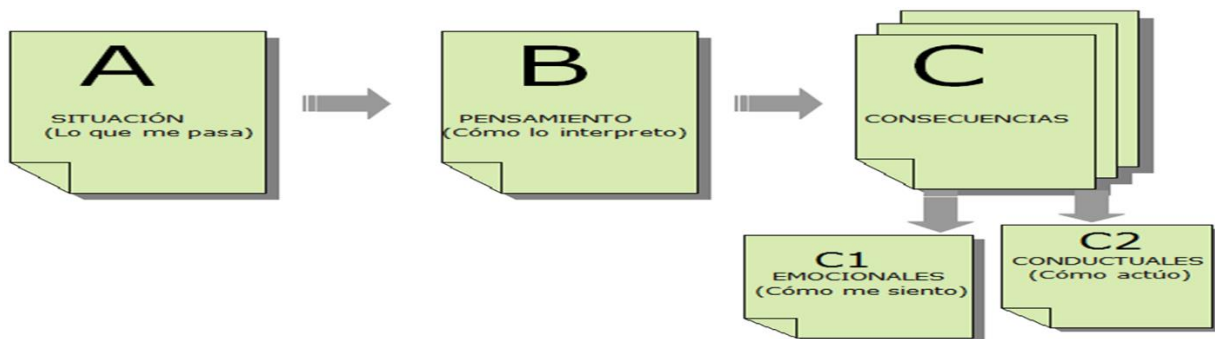 A
SITUACIÓN
(Lo que me pasa)
B
PENSAMIENTO
(Cómo lo interpreto)
C
CONSECUENCIAS
C1
EMOCIONALES
(Cómo me siento)
C2
CONDUCTUALES
(Cómo actúo)